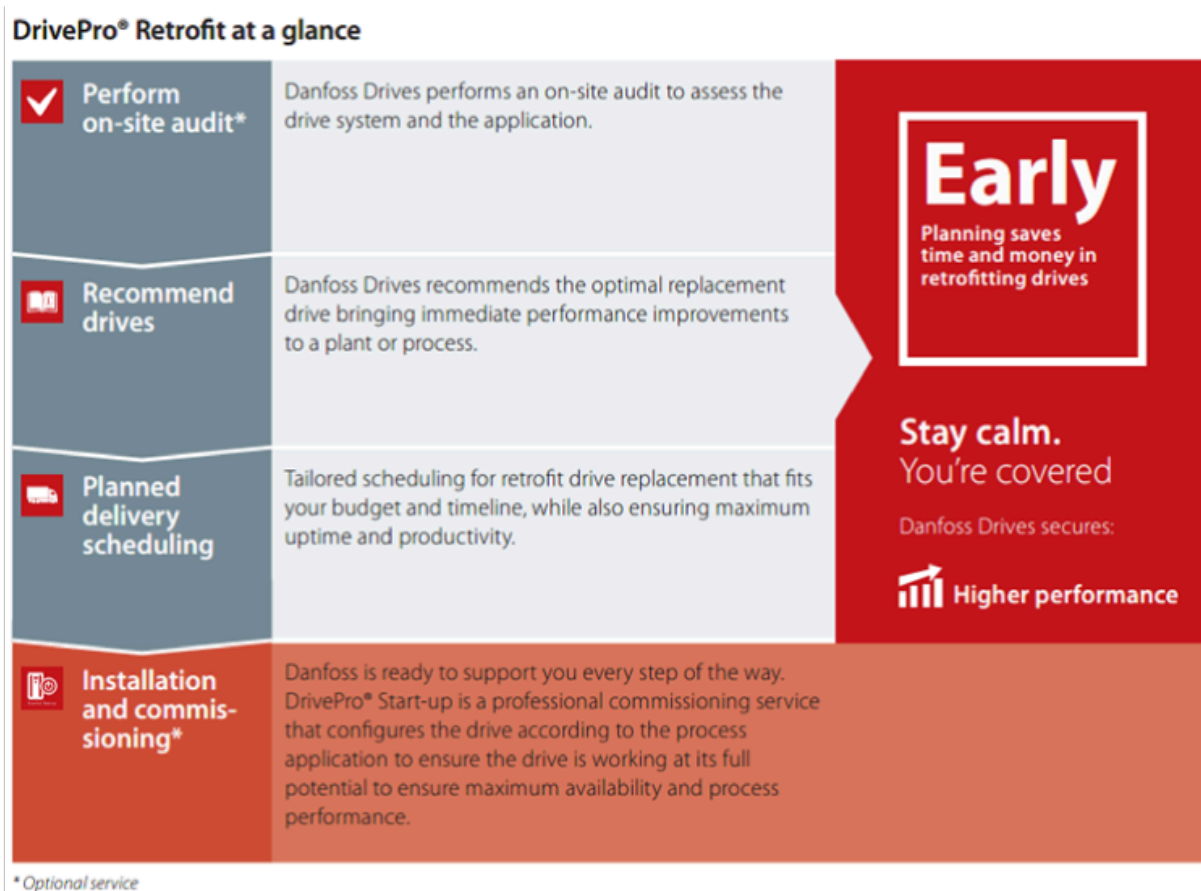 DrivePro® Retrofit at a glance
Perform
on-site audit*
Danfoss Drives performs an on-site audit to assess the
drive system and the application.
Recommend
drives
Danfoss Drives recommends the optimal replacement
drive bringing immediate performance improvements
to a plant or process.
Planned
delivery
scheduling
Tailored scheduling for retrofit drive replacement that fits
your budget and timeline, while also ensuring maximum
uptime and productivity.
Installation
and commis-
sioning*
Danfoss is ready to support you every step of the way.
DrivePro® Start-up is a professional commissioning service
that configures the drive according to the process
application to ensure the drive is working at its full
potential to ensure maximum availability and process
performance.
Early
Planning saves
time and money in
retrofitting drives
Stay calm.
You're covered
Danfoss Drives secures:
Higher performance
* Optional service